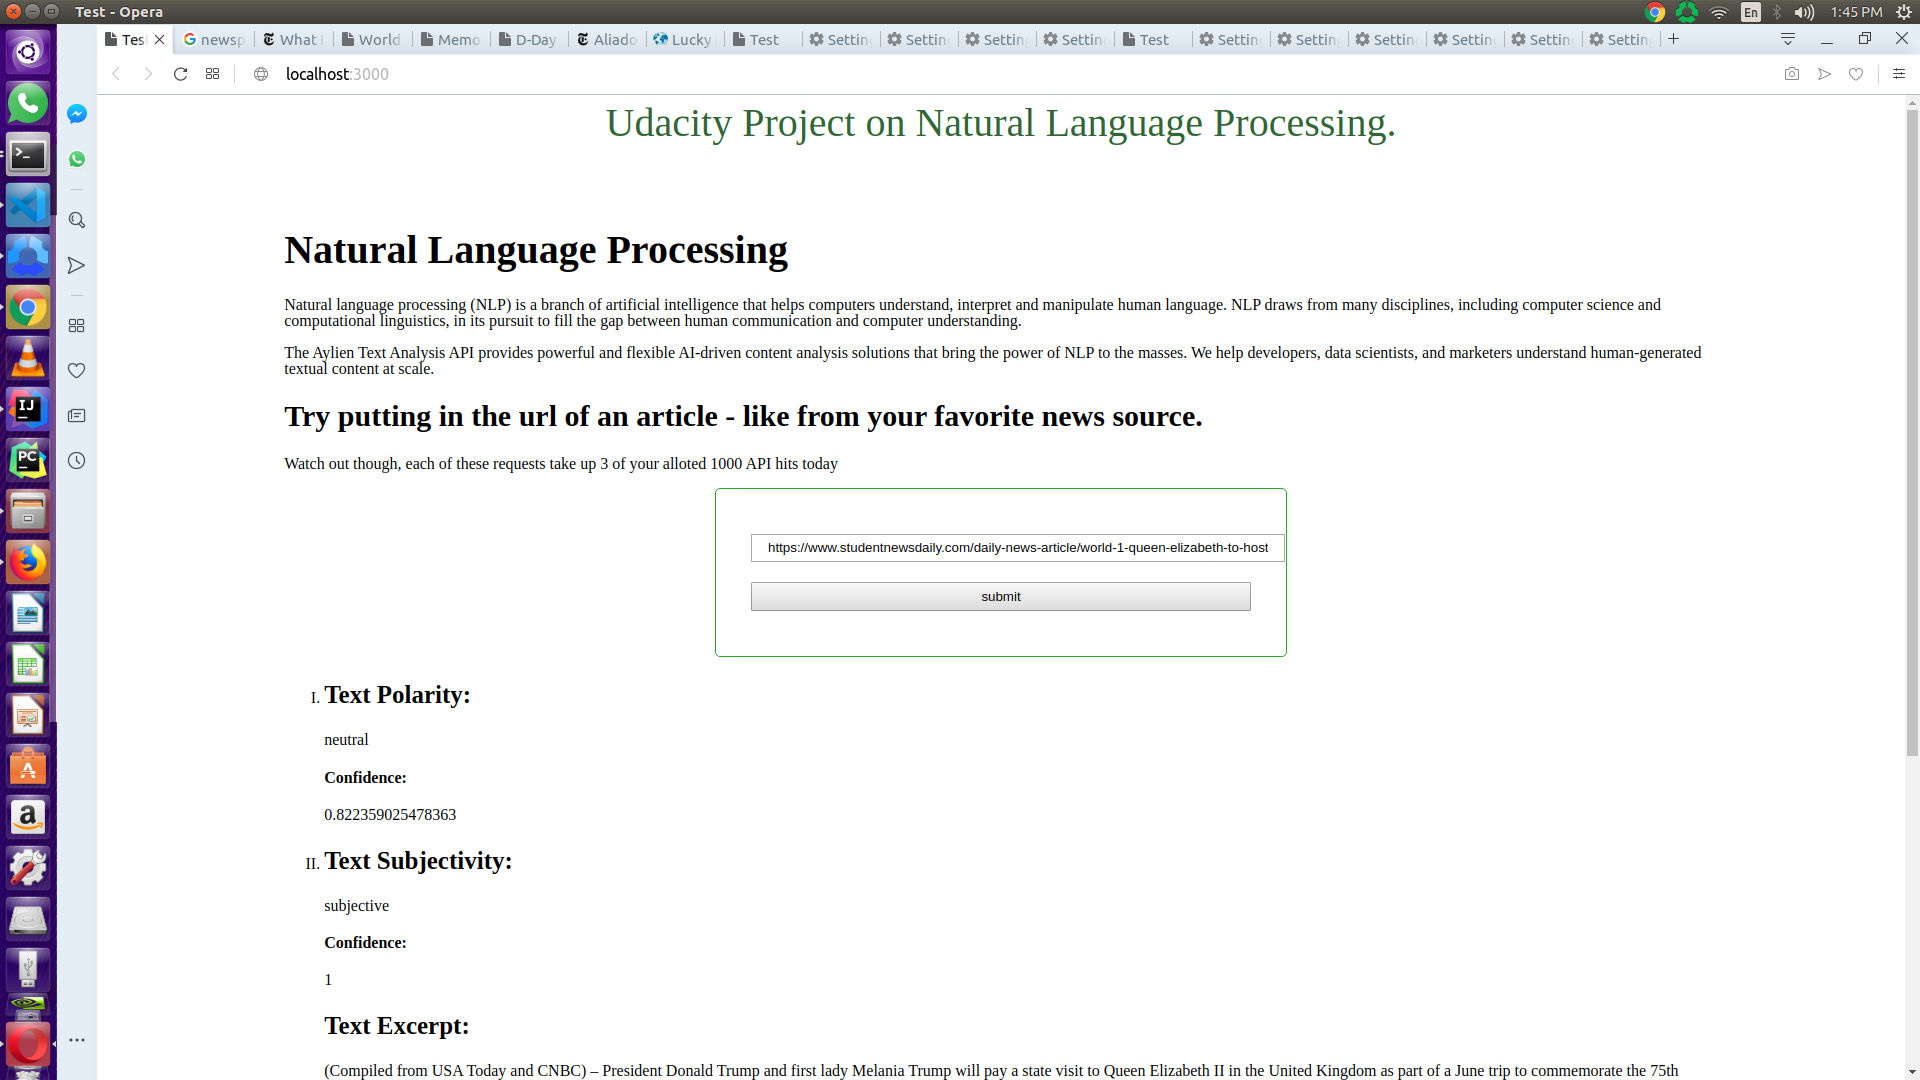 Test - Opera
En
1:45 PM
Tes
newsp
What
World
Memo
D-Day
Aliado
Lucky
Test
Settin
Settin
Settin
Settin
Test
Settin
Settin
Settin
Settin
Settin
Settin
localhost:3000
Udacity Project on Natural Language Processing.
Natural Language Processing
Natural language processing (NLP) is a branch of artificial intelligence that helps computers understand, interpret and manipulate human language. NLP draws from many disciplines, including computer science and
computational linguistics, in its pursuit to fill the gap between human communication and computer understanding.
The Aylien Text Analysis API provides powerful and flexible AI-driven content analysis solutions that bring the power of NLP to the masses. We help developers, data scientists, and marketers understand human-generated
textual content at scale.
Try putting in the url of an article - like from your favorite news source.
Watch out though, each of these requests take up 3 of your alloted 1000 API hits today
https://www.studentnewsdaily.com/daily-news-article/world-1-queen-elizabeth-to-host
submit
I. Text Polarity:
neutral
Confidence:
0.822359025478363
II. Text Subjectivity:
subjective
Confidence:
1
Text Excerpt:
(Compiled from USA Today and CNBC) – President Donald Trump and first lady Melania Trump will pay a state visit to Queen Elizabeth II in the United Kingdom as part of a June trip to commemorate the 75th